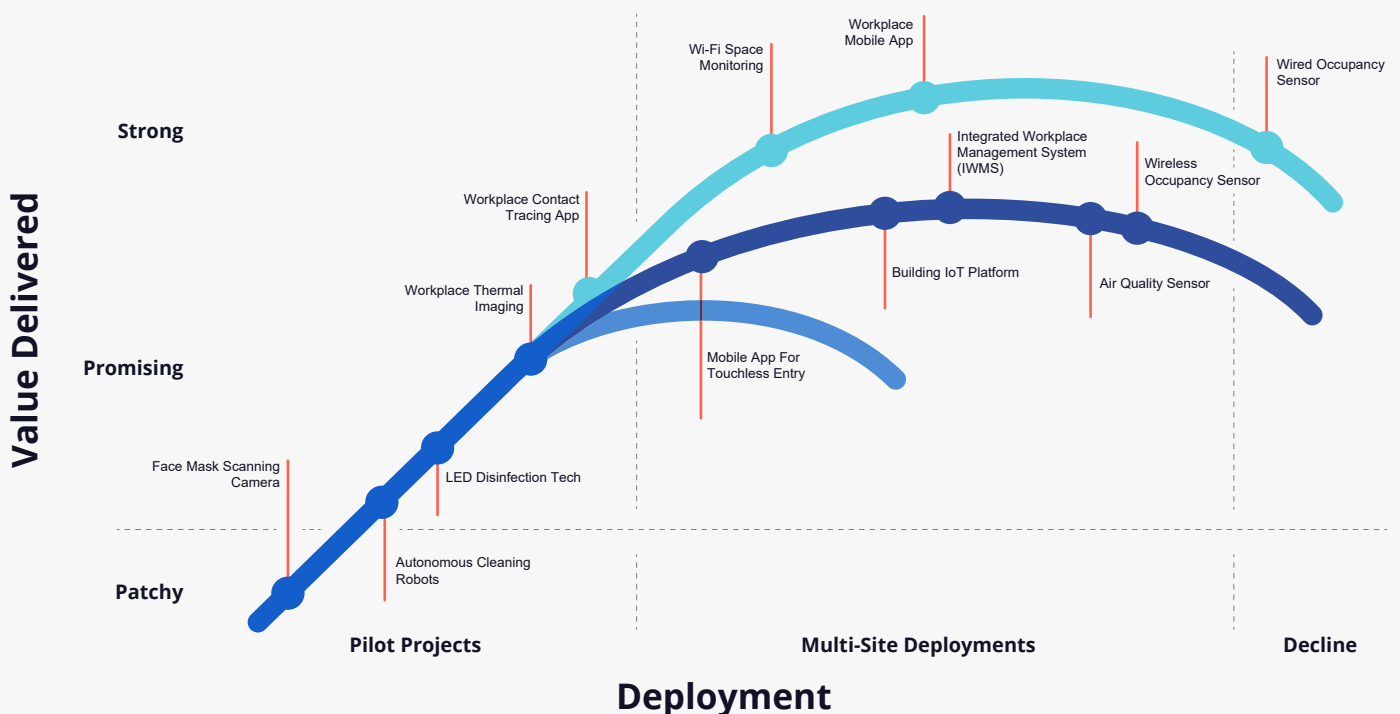 Workplace
Mobile App
Wi-Fi Space
Monitoring
Wired Occupancy
Sensor
Strong
Integrated Workplace
Management System
(IWMS)
Wireless
Occupancy Sensor
Workplace Contact
Tracing App
Value Delivered
Building IoT Platform
Air Quality Sensor
Workplace Thermal
Imaging
Promising
Mobile App For
Touchless Entry
Face Mask Scanning
Camera
LED Disinfection Tech
Autonomous Cleaning
Robots
Patchy
Pilot Projects
Multi-Site Deployments
Decline
Deployment